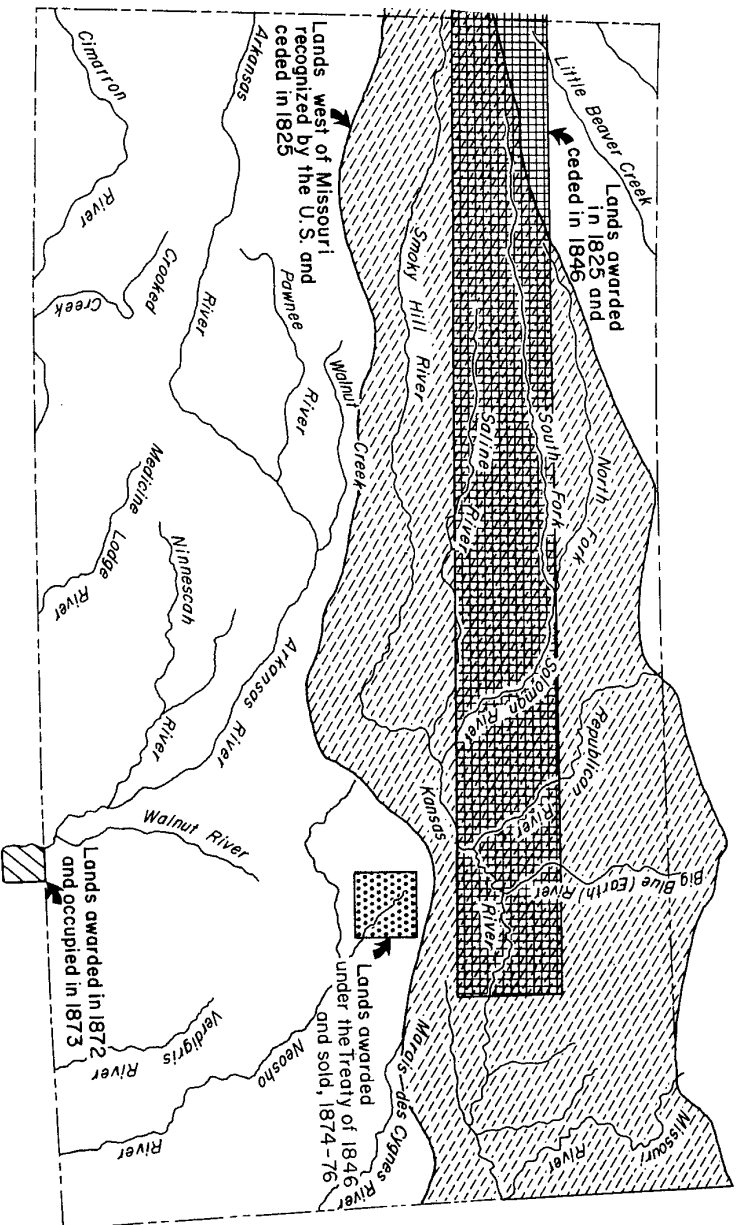 Little Beaver Creek
Lands awarded
in 1825 and
ceded in 1846
North
Fork
South Fork
Republican
River
Big Blue (Earth) River
Missouri
River
Solomon
River
Saline
River
Smoky Hill River
Kansas
River
Lands west of Missouri
recognized by the U.S. and
ceded in 1825
Walnut
Creek
Pawnee
River
Arkansas
River
Arkansas
River
Cimarron
River
Crooked
Creek
Medicine
Lodge
River
Ninnescah
River
Walnut River
Lands awarded
under the Treaty of 1846
and sold, 1874-76
Marais des Cygnes River
Neosho
River
Verdigris
River
Lands awarded in 1872
and occupied in 1873